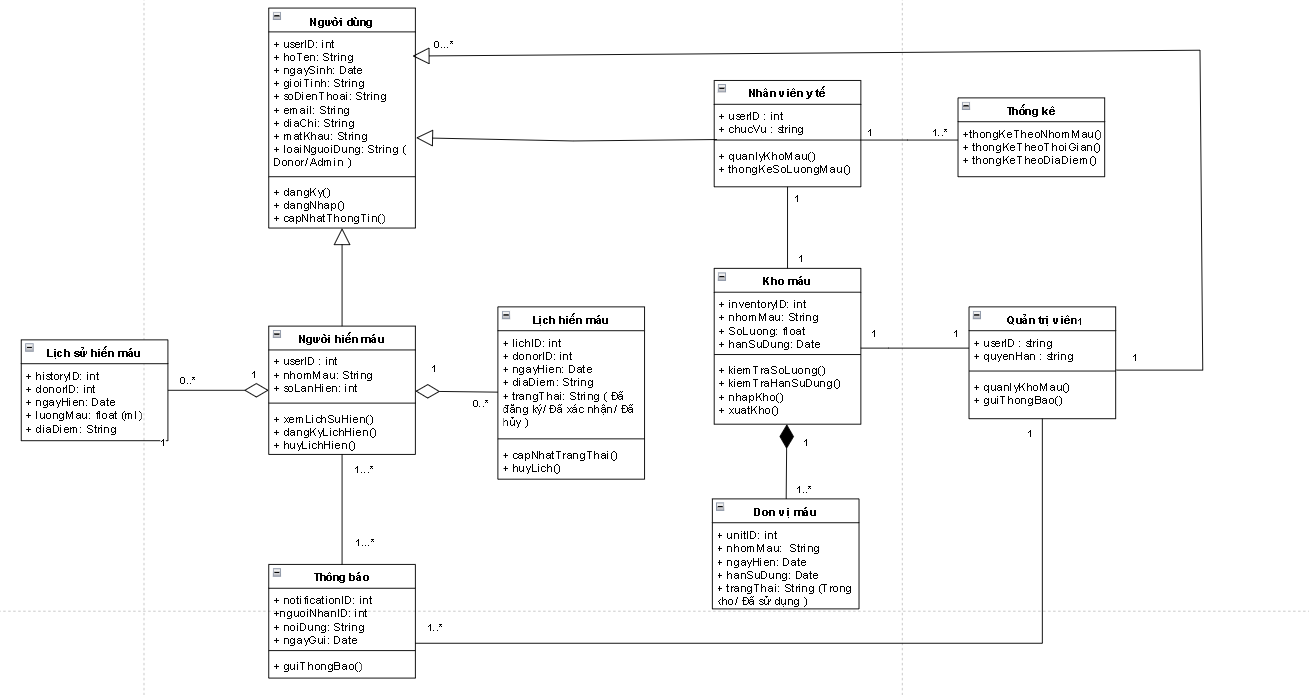 Người dùng
+ userID: int
+ hoTen: String
+ ngaySinh: Date
+ gioiTinh: String
+ soDienThoai: String
+ email: String
+ diaChi: String
+ matKhau: String
+ loaiNguoiDung: String (
Donor/Admin )
+ dangKy()
+ dangNhap()
+ capNhatThongTin()
0...*
Nhân viên y tế
+ userID : int
+ chucVu : string
+ quanlyKhoMau()
+ thongKeSoLuongMau()
1
1..*
Thống kê
+thongKeTheoNhomMau()
+ thongKeTheoThoiGian()
+ thongKeTheoDiaDiem()
1
1
Kho máu
+ inventoryID: int
+ nhomMau: String
+ SoLuong: float
+ hanSuDung: Date
+ kiemTraSoLuong()
+ kiemTraHanSuDung()
+ nhapKho()
+ xuatKho()
1
1
Quản trị viên
1
+ userID : string
+ quyenHan : string
+ quanlyKhoMau()
+ guiThongBao()
1
1
Lịch sử hiến máu
+ historyID: int
+ donorID: int
+ ngayHien: Date
+ luongMau: float (ml)
+ diaDiem: String
1
0..*
1
Người hiến máu
+ userID : int
+ nhomMau: String
+ soLanHien: int
+ xemLichSuHien()
+ dangKyLichHien()
+ huyLichHien()
1
0..*
Lịch hiến máu
+ lichID: int
+ donorID: int
+ ngayHien: Date
+ diaDiem: String
+ trangThai: String ( Đã
đăng ký/ Đã xác nhận/ Đã
hủy )
+ capNhatTrangThai()
+ huyLich()
1...*
1...*
1
1..*
Đơn vị máu
+ unitID: int
+ nhomMau: String
+ ngayHien: Date
+ hanSuDung: Date
+ trangThai: String (Trong
kho/ Đã sử dụng )
Thông báo
+ notificationID: int
+nguoiNhanID: int
+ noiDung: String
+ ngayGui: Date
+ guiThongBao()
1..*